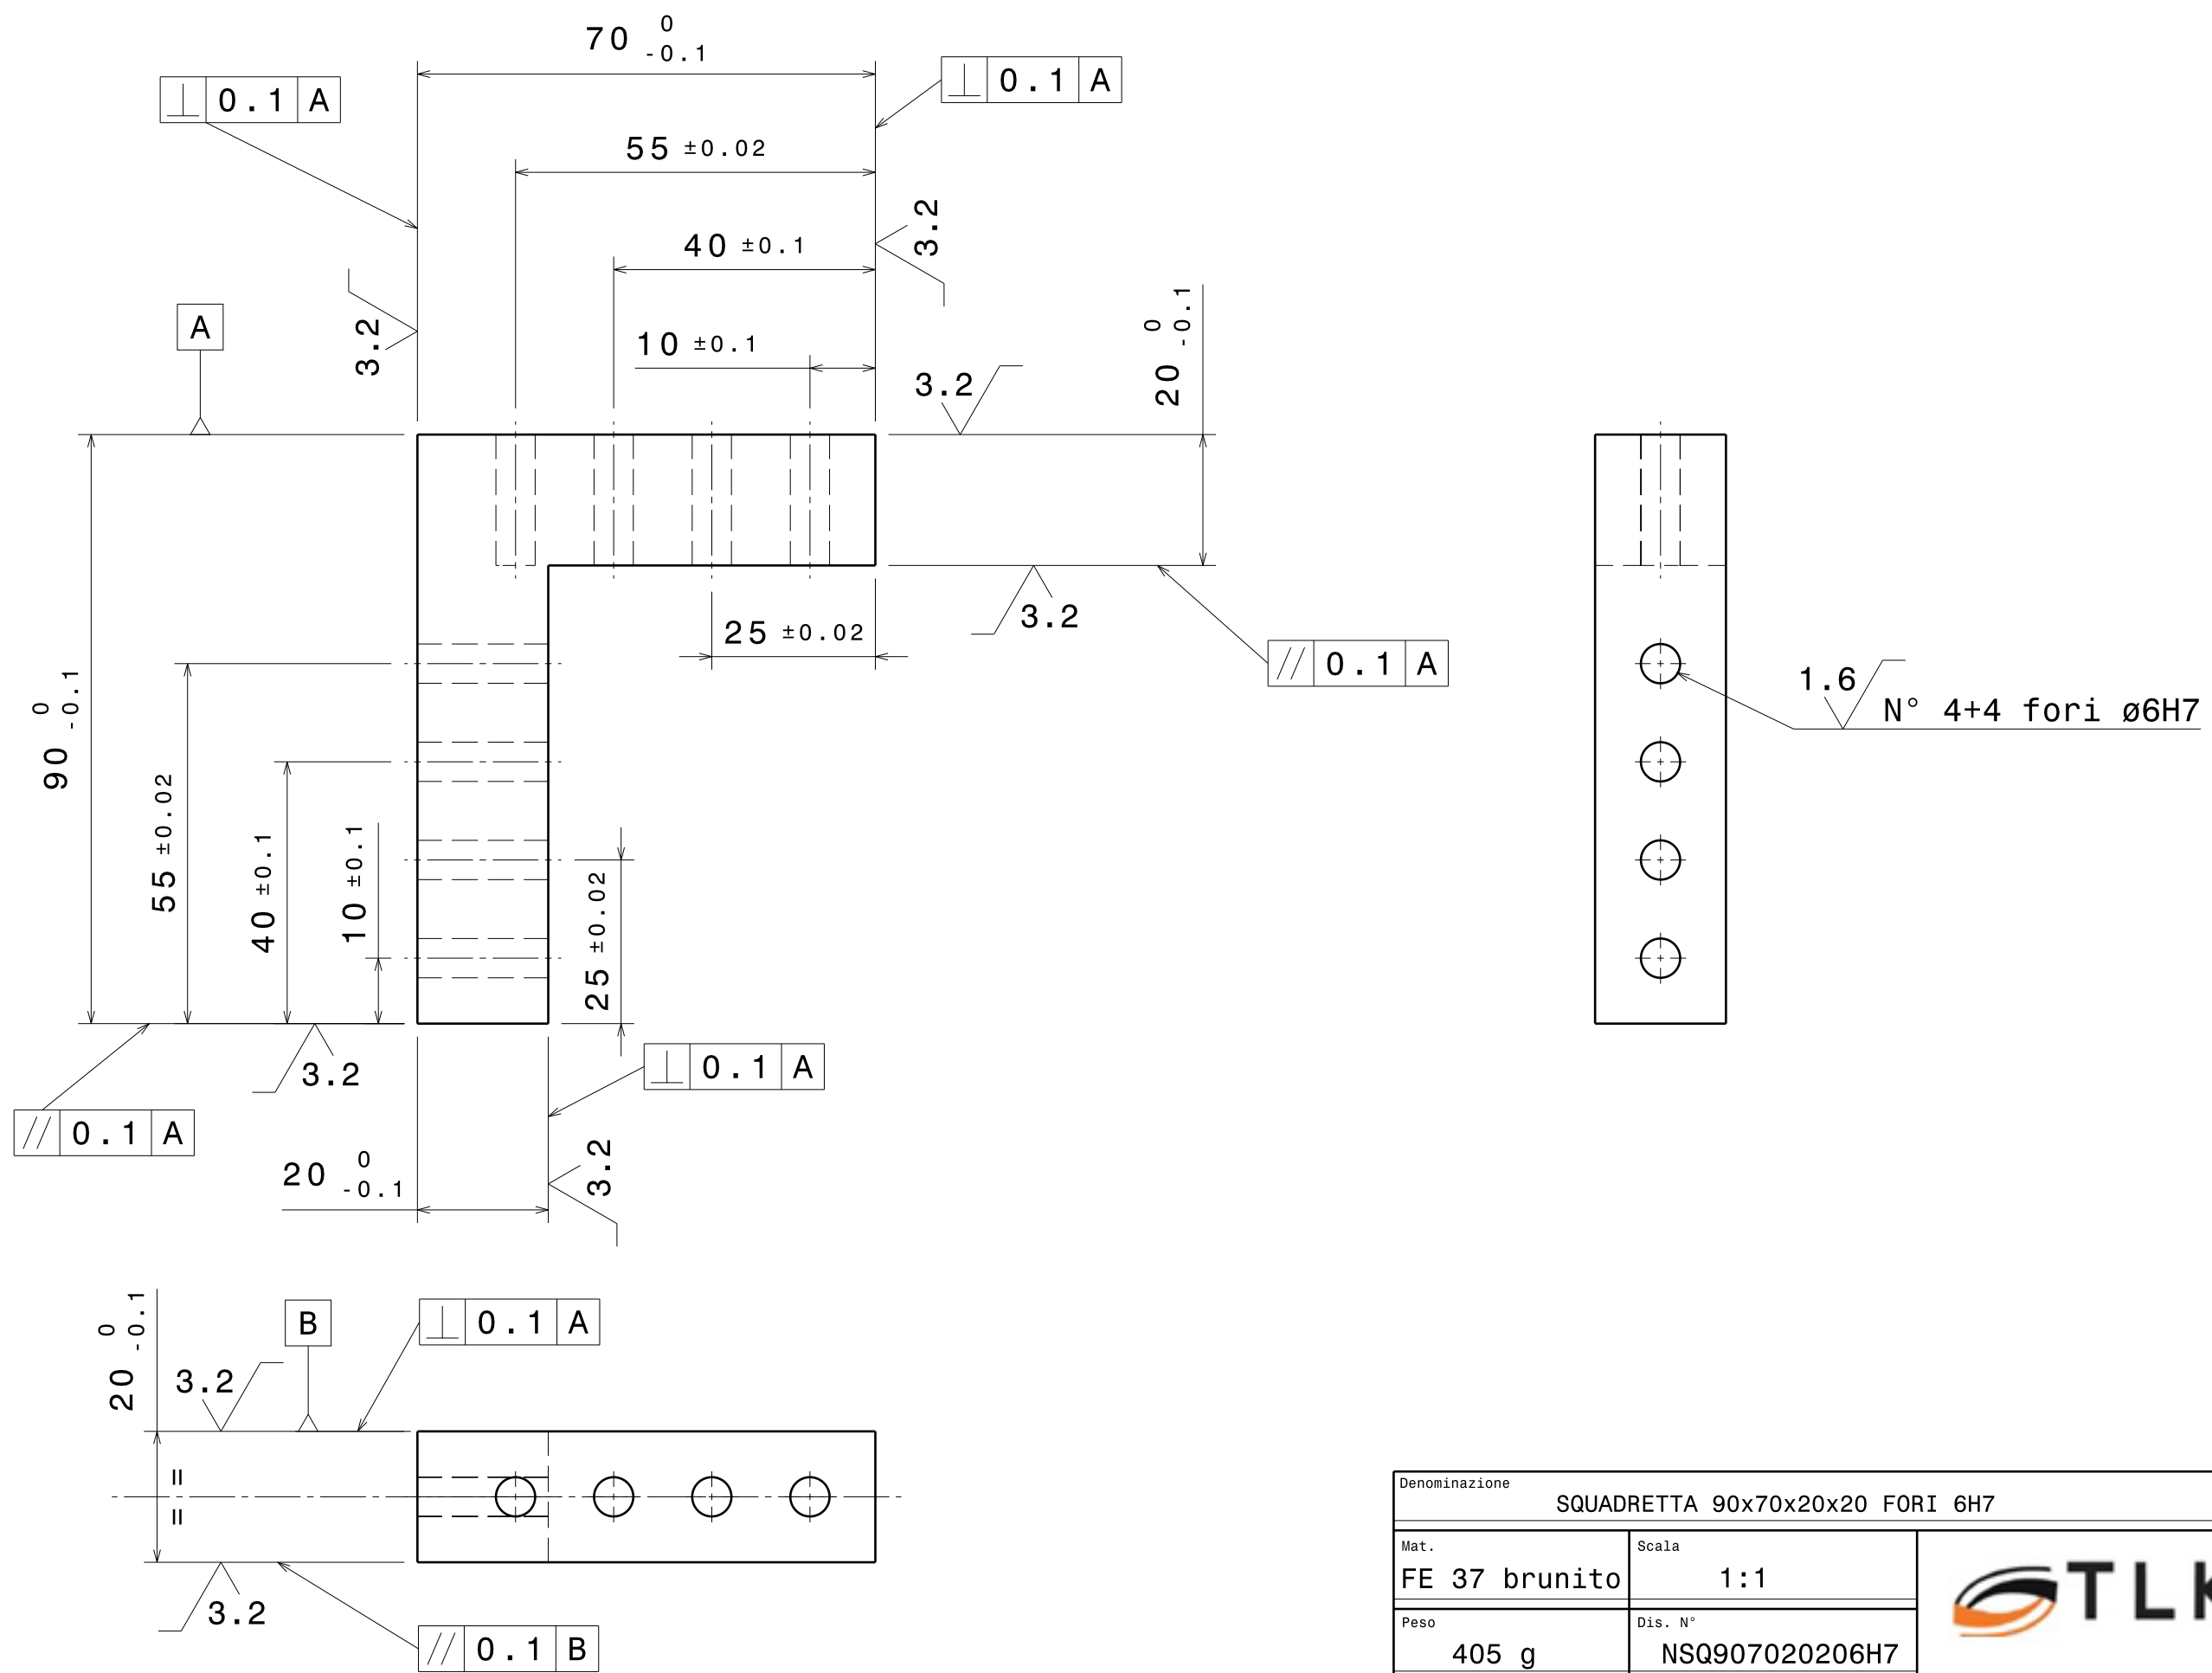 70 0 -0.1
⊥ 0.1 A
⊥ 0.1 A
55 ±0.02
3.2
40 ±0.1
A
3.2
10 ±0.1
3.2
20 0 -0.1
3.2
25 ±0.02
// 0.1 A
1.6
N° 4+4 fori ø6H7
90 0 -0.1
55 ±0.02
40 ±0.1
10 ±0.1
25 ±0.02
3.2
⊥ 0.1 A
// 0.1 A
20 0 -0.1
3.2
20 0 -0.1
B
⊥ 0.1 A
3.2
=
=
3.2
// 0.1 B
Denominazione
SQUADRETTA 90x70x20x20 FORI 6H7
Mat.
FE 37 brunito
Scala
1:1
Peso
405 g
Dis. N°
NSQ907020206H7
TLK